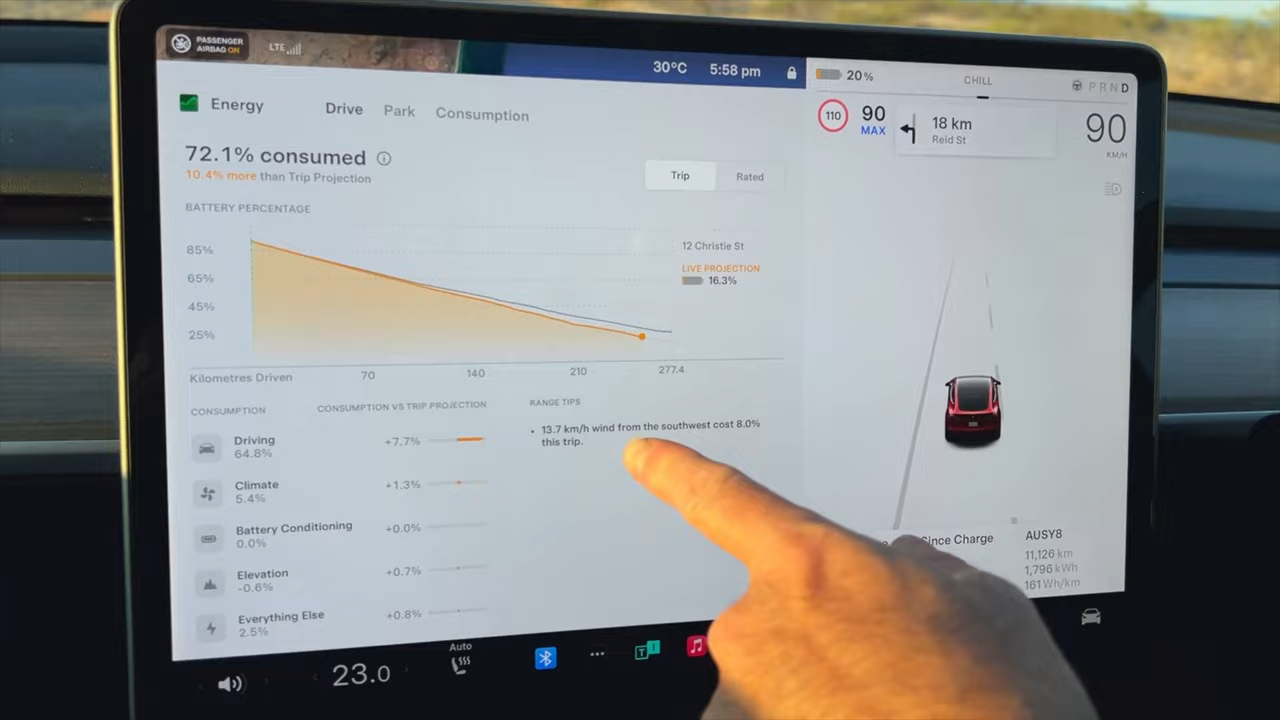 PASSENGER
AIRBAG ON
LTE
30°C
5:58 pm
20%
CHILL
P R N D
Energy
Drive
Park
Consumption
110
90
MAX
18 km
Reid St
90
KM/H
72.1% consumed
10.4% more than Trip Projection
Trip
Rated
BATTERY PERCENTAGE
85%
65%
45%
25%
12 Christie St
LIVE PROJECTION
16.3%
Kilometres Driven
70
140
210
277.4
CONSUMPTION
CONSUMPTION VS TRIP PROJECTION
RANGE TIPS
Driving
64.8%
+7.7%
• 13.7 km/h wind from the southwest cost 8.0%
this trip.
Climate
5.4%
+1.3%
Battery Conditioning
0.0%
+0.0%
Elevation
-0.6%
+0.7%
Everything Else
2.5%
+0.8%
Since Charge
AUSY8
11,126 km
1,796 kWh
161 Wh/km
23.0
Auto
T